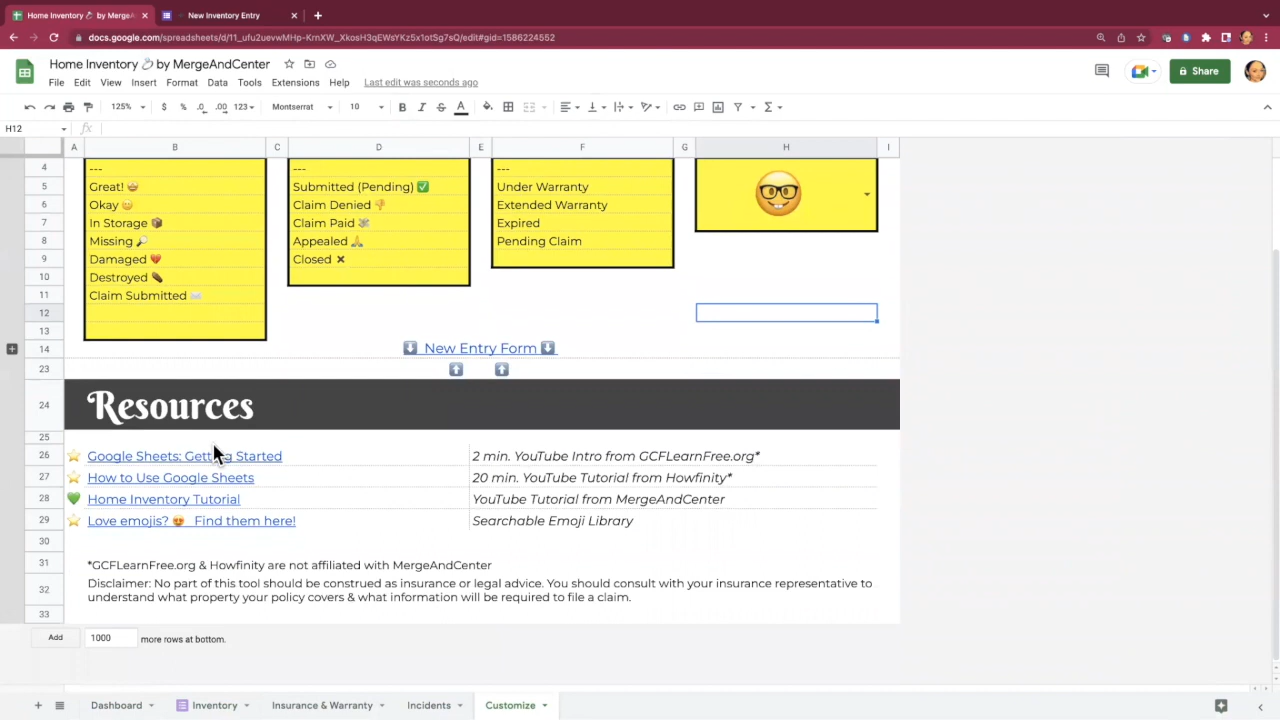 Home Inventory 💍 by MergeA
New Inventory Entry
docs.google.com/spreadsheets/d/11_ufu2uevwMHp-KrnXW_XkosH3qEWsYKz5x1otSg7sQ/edit#gid=1586224552
Home Inventory 💍 by MergeAndCenter
File Edit View Insert Format Data Tools Extensions Help Last edit was seconds ago
Share
125% $ % .0 .00 123 Montserrat 10 B I S A
H12 fx
A B C D E F G H I
4 --- --- ---
5 Great! 🤩 Submitted (Pending) ✅ Under Warranty
6 Okay 😐 Claim Denied 👎 Extended Warranty
7 In Storage 📦 Claim Paid 💸 Expired
8 Missing 🔎 Appealed 🙏 Pending Claim
9 Damaged 💔 Closed ✖
10 Destroyed
11 Claim Submitted ✉️
12
13
14 ⬇️ New Entry Form ⬇️
23 ⬆️ ⬆️
24 Resources
25
26 ⭐ Google Sheets: Getting Started 2 min. YouTube Intro from GCFLearnFree.org*
27 ⭐ How to Use Google Sheets 20 min. YouTube Tutorial from Howfinity*
28 💚 Home Inventory Tutorial YouTube Tutorial from MergeAndCenter
29 ⭐ Love emojis? 😍 Find them here! Searchable Emoji Library
30
31 *GCFLearnFree.org & Howfinity are not affiliated with MergeAndCenter
32 Disclaimer: No part of this tool should be construed as insurance or legal advice. You should consult with your insurance representative to
understand what property your policy covers & what information will be required to file a claim.
33
Add 1000 more rows at bottom.
Dashboard Inventory Insurance & Warranty Incidents Customize